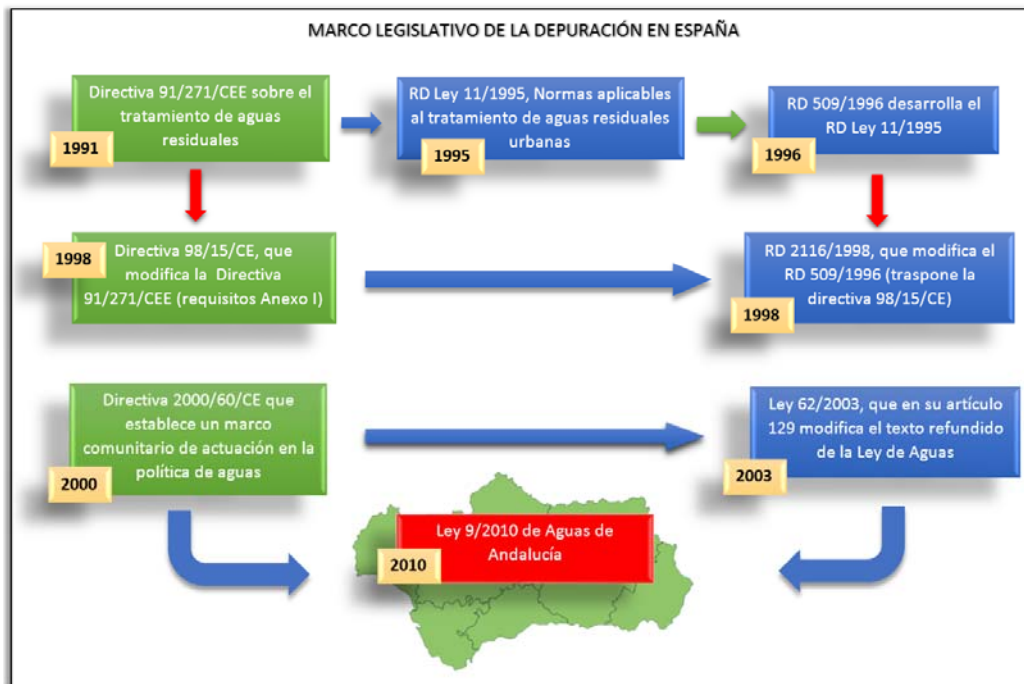 MARCO LEGISLATIVO DE LA DEPURACIÓN EN ESPAÑA
Directiva 91/271/CEE sobre el
tratamiento de aguas
residuales
1991
RD Ley 11/1995, Normas aplicables
al tratamiento de aguas residuales
urbanas
1995
RD 509/1996 desarrolla el
RD Ley 11/1995
1996
1998
Directiva 98/15/CE, que
modifica la Directiva
91/271/CEE (requisitos Anexo I)
RD 2116/1998, que modifica el
RD 509/1996 (traspone la
directiva 98/15/CE)
1998
Directiva 2000/60/CE que
establece un marco
comunitario de actuación en la
política de aguas
2000
Ley 62/2003, que en su artículo
129 modifica el texto refundido
de la Ley de Aguas
2003
Ley 9/2010 de Aguas de
Andalucía
2010